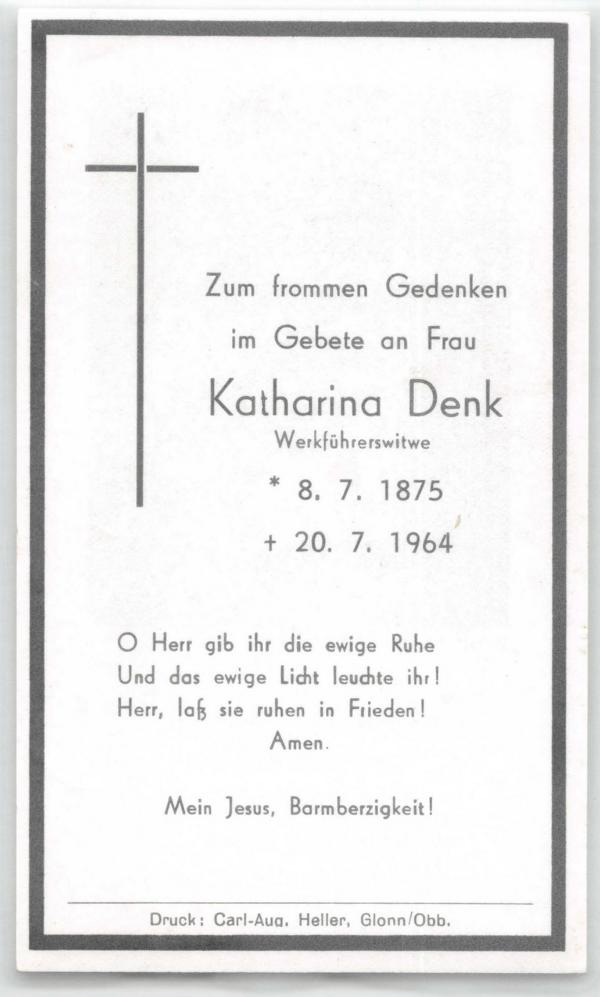 Zum frommen Gedenken
im Gebete an Frau
Katharina Denk
Werkführerswitwe
* 8. 7. 1875
+ 20. 7. 1964
O Herr gib ihr die ewige Ruhe
Und das ewige Licht leuchte ihr!
Herr, laß sie ruhen in Frieden!
Amen.
Mein Jesus, Barmberzigkeit!
Druck: Carl-Aug. Heller, Glonn/Obb.